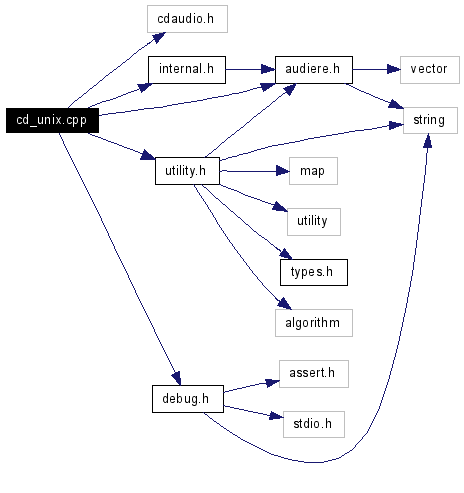 cdaudio.h
internal.h
audiere.h
vector
cd_unix.cpp
string
utility.h
map
utility
types.h
algorithm
assert.h
debug.h
stdio.h